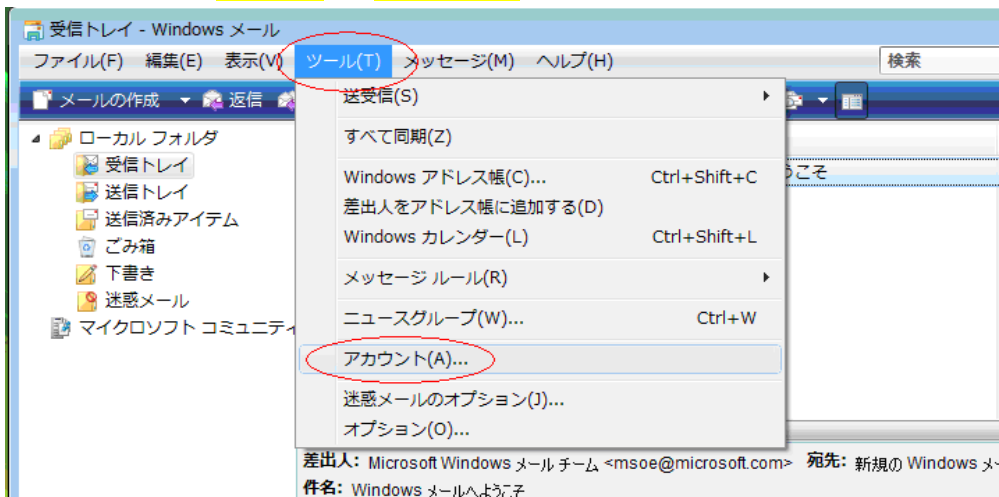 受信トレイ - Windows メール
ファイル(F) 編集(E) 表示(V) ツール(T) メッセージ(M) ヘルプ(H) 検索
メールの作成 返信
ローカル フォルダ
受信トレイ
送信トレイ
送信済みアイテム
ごみ箱
下書き
迷惑メール
マイクロソフト コミュニティ
送受信(S)
すべて同期(Z)
Windows アドレス帳(C)... Ctrl+Shift+C
差出人をアドレス帳に追加する(D)
Windows カレンダー(L) Ctrl+Shift+L
メッセージ ルール(R)
ニュースグループ(W)... Ctrl+W
アカウント(A)...
迷惑メールのオプション(J)...
オプション(O)...
うこそ
差出人: Microsoft Windows メール チーム <msoe@microsoft.com> 宛先: 新規の Windows メ
件名: Windows メールへようこそ